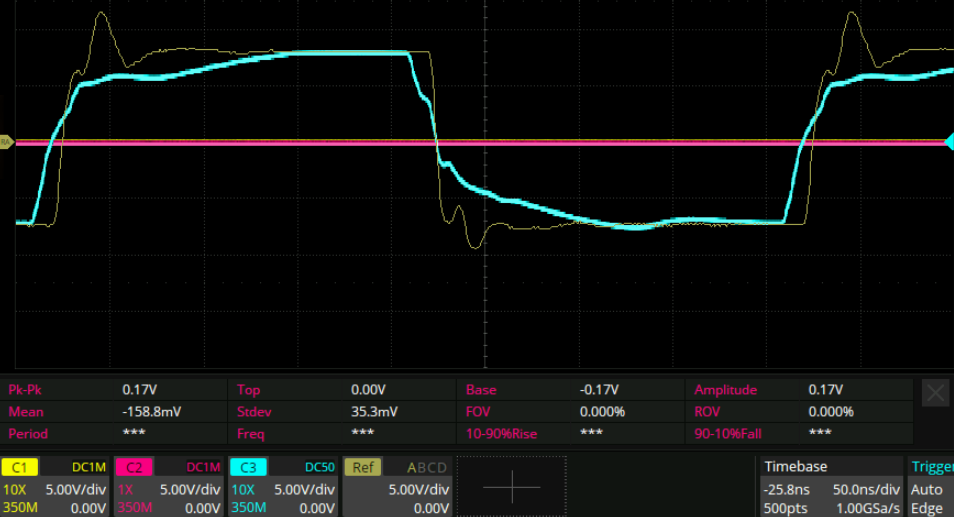 RA
Pk-Pk 0.17V Top 0.00V Base -0.17V Amplitude 0.17V
Mean -158.8mV Stdev 35.3mV FOV 0.000% ROV 0.000%
Period *** Freq *** 10-90%Rise *** 90-10%Fall ***
C1 DC1M C2 DC1M C3 DC50 Ref ABCD Timebase Trigger
10X 5.00V/div 1X 5.00V/div 10X 5.00V/div 5.00V/div -25.8ns 50.0ns/div Auto
350M 0.00V 350M 0.00V 350M 0.00V 0.00V 500pts 1.00GSa/s Edge